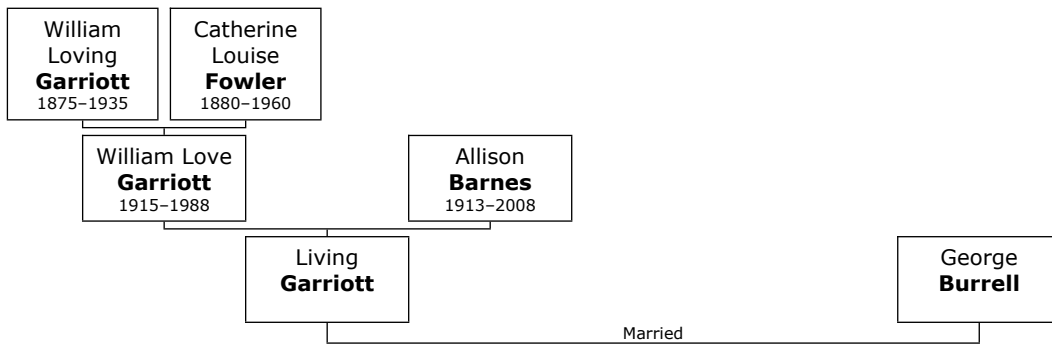 William
Loving
Garriott
1875–1935
Catherine
Louise
Fowler
1880–1960
William Love
Garriott
1915–1988
Allison
Barnes
1913–2008
Living
Garriott
George
Burrell
Married